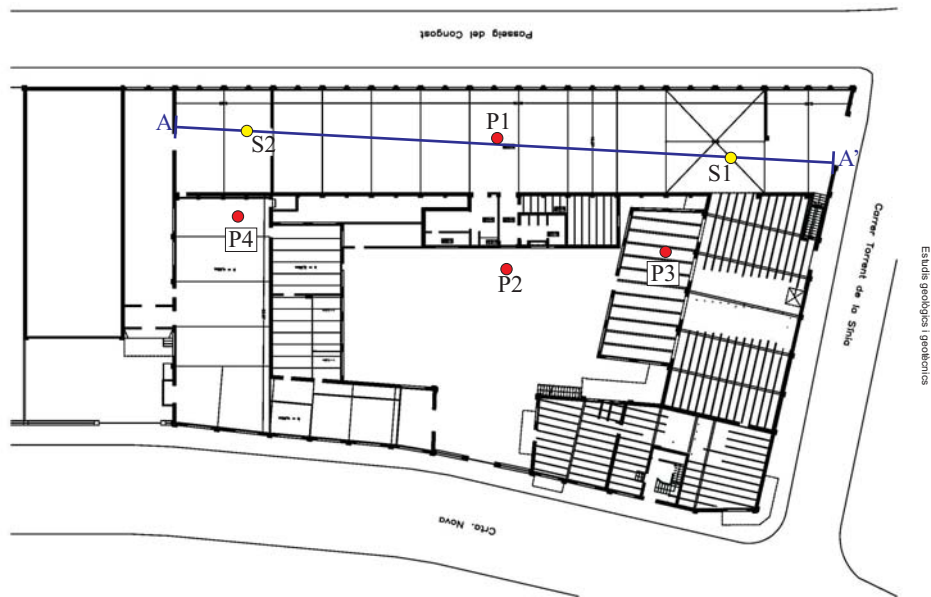 Passeig del Congost
A
S2
P1
S1
A'
P4
P2
P3
Carrer Torrent de la Sínia
Estudis geològics i geotècnics
Crta. Nova